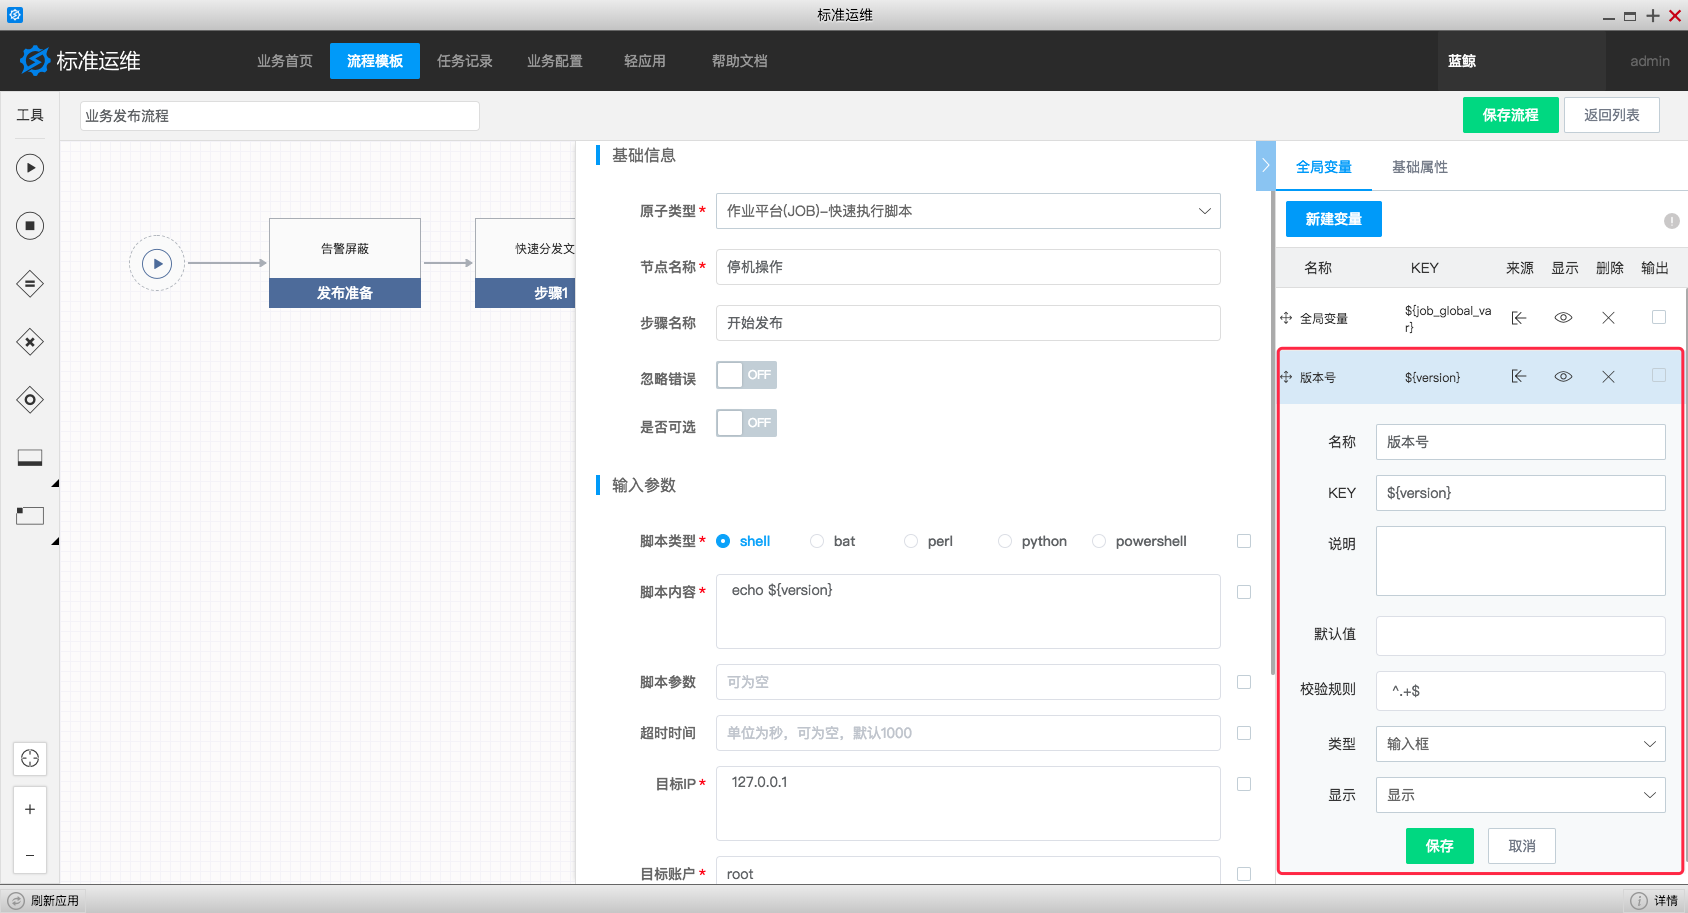 标准运维
标准运维
业务首页
流程模板
任务记录
业务配置
轻应用
帮助文档
蓝鲸
admin
工具
业务发布流程
保存流程
返回列表
告警屏蔽
发布准备
快速分发文
步骤1
基础信息
原子类型*
作业平台(JOB)-快速执行脚本
节点名称*
停机操作
步骤名称
开始发布
忽略错误
OFF
是否可选
OFF
输入参数
脚本类型*
shell
bat
perl
python
powershell
脚本内容*
echo ${version}
脚本参数
可为空
超时时间
单位为秒，可为空，默认1000
目标IP*
127.0.0.1
目标账户*
root
全局变量
基础属性
新建变量
名称
KEY
来源
显示
删除
输出
全局变量
${job_global_va
r}
版本号
${version}
名称
版本号
KEY
${version}
说明
默认值
校验规则
^.+$
类型
输入框
显示
显示
保存
取消
刷新应用
详情